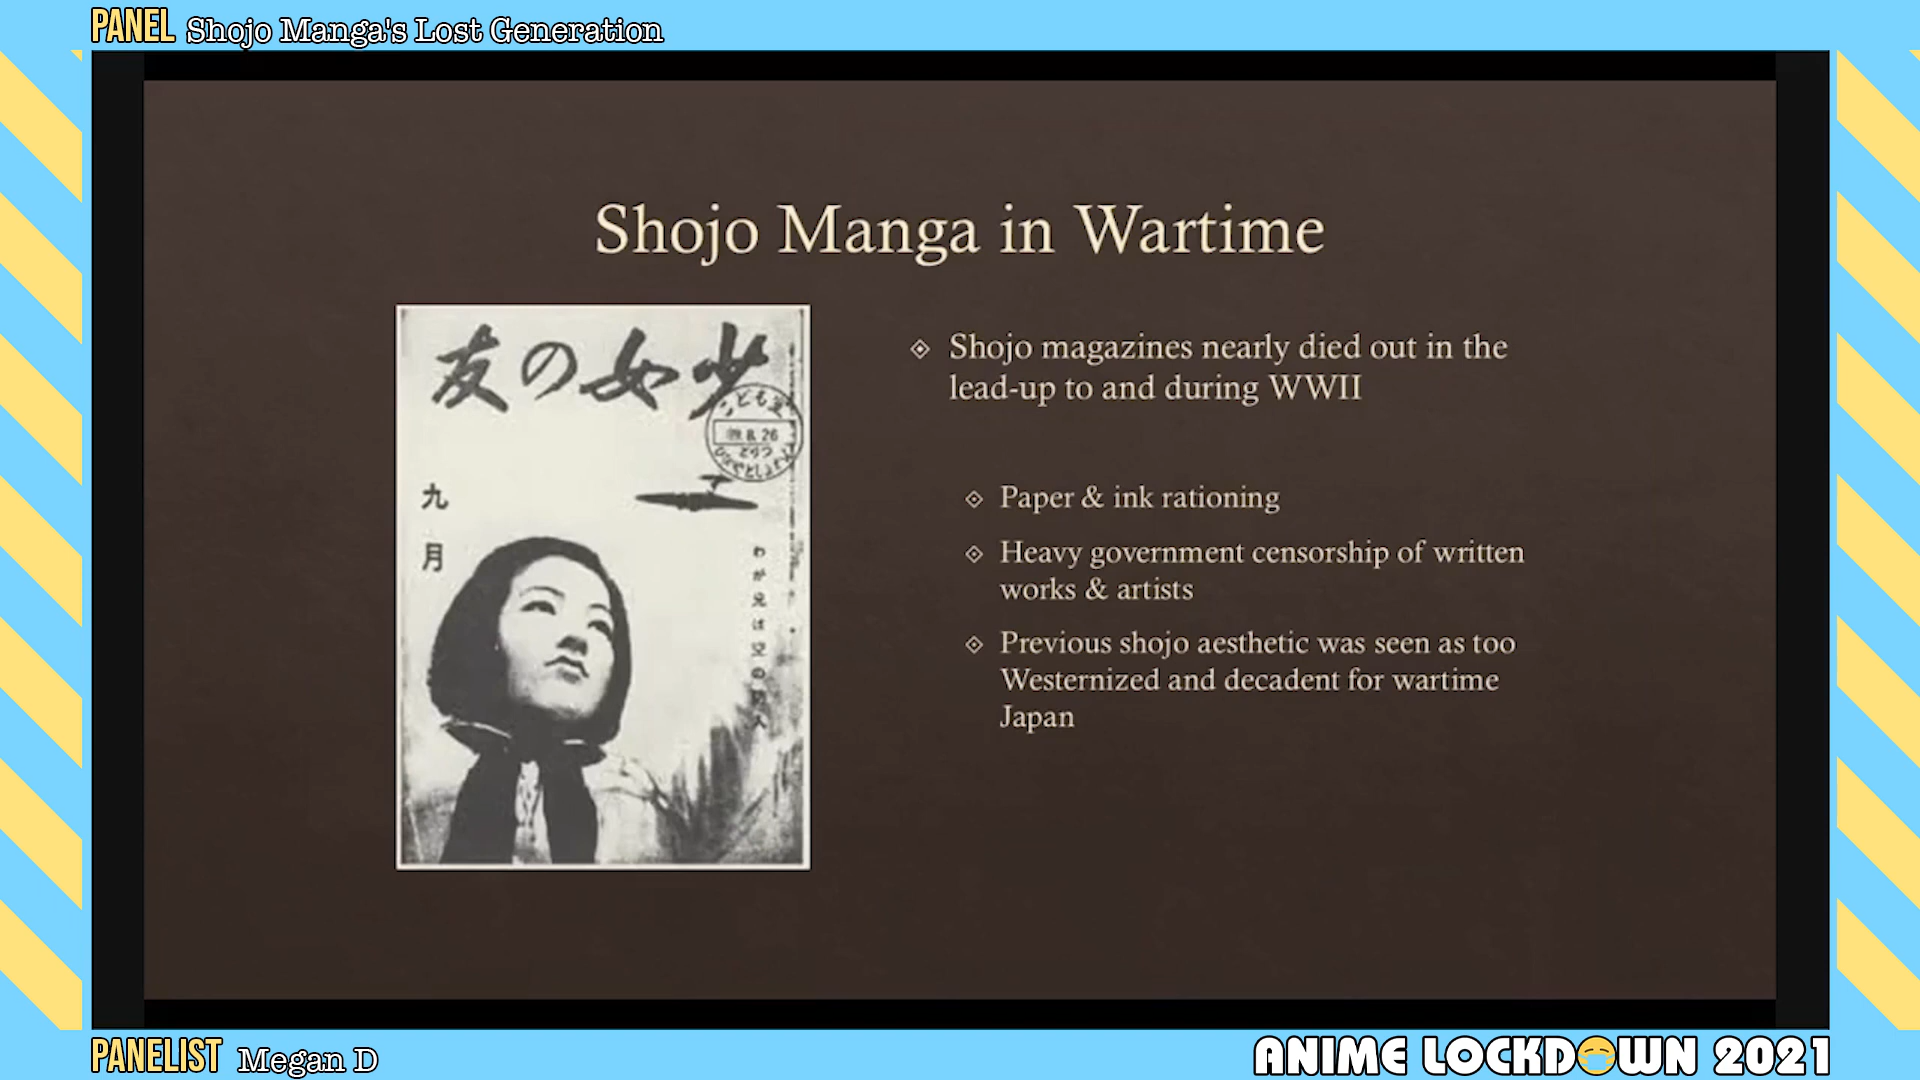 PANEL Shojo Manga's Lost Generation
Shojo Manga in Wartime
少女の友
8.26
九月
Shojo magazines nearly died out in the
lead-up to and during WWII
Paper & ink rationing
Heavy government censorship of written
works & artists
Previous shojo aesthetic was seen as too
Westernized and decadent for wartime
Japan
PANELIST Megan D
ANIME LOCKDOWN 2021